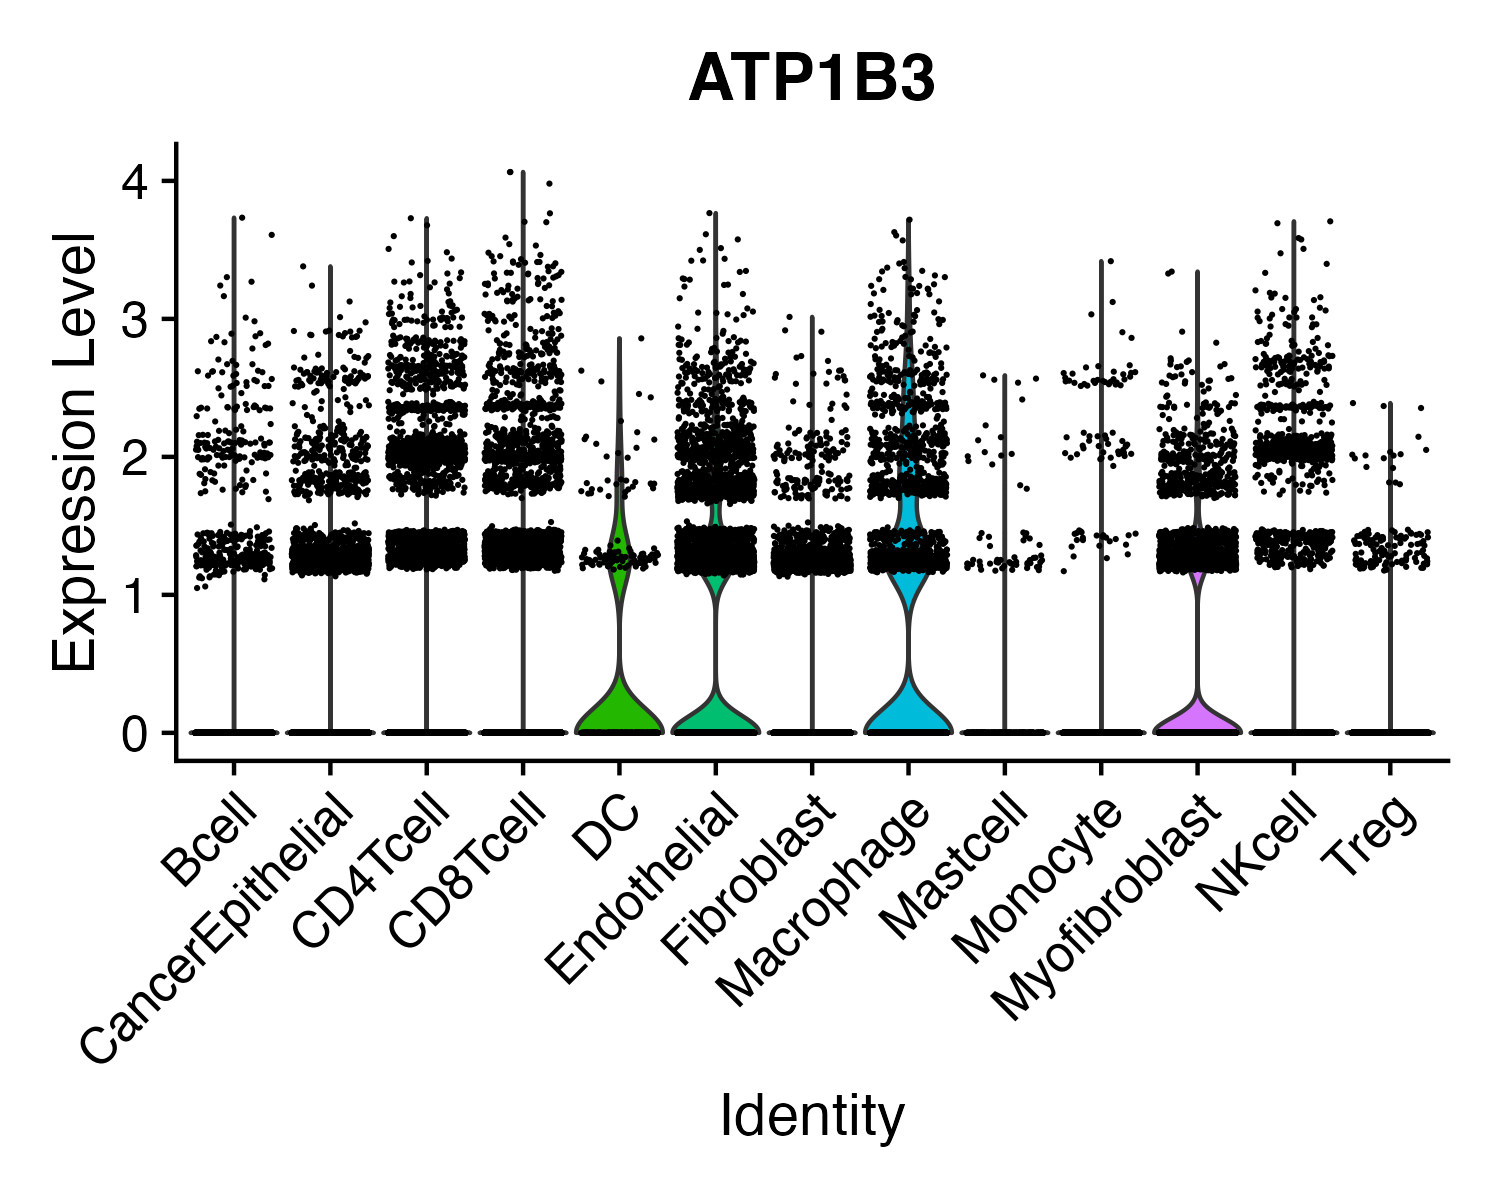 ATP1B3
Expression Level
4
3
2
1
0
Bcell
CancerEpithelial
CD4Tcell
CD8Tcell
DC
Endothelial
Fibroblast
Macrophage
Mastcell
Monocyte
Myofibroblast
NKcell
Treg
Identity